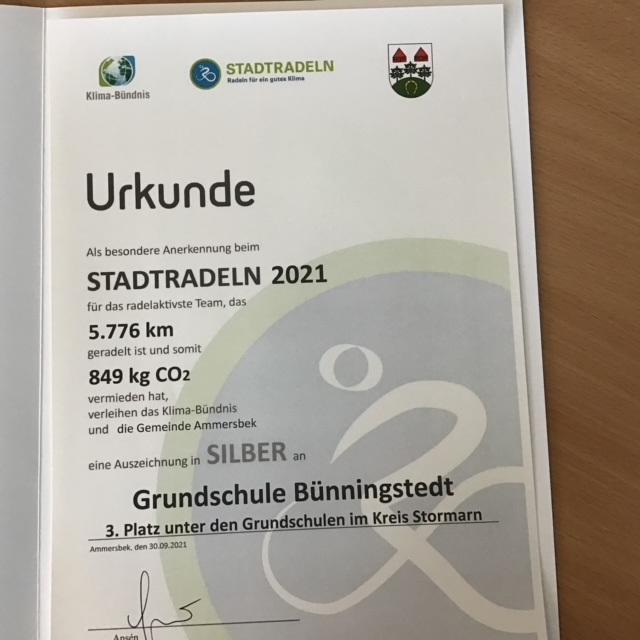 Klima-Bündnis
STADTRADELN
Radeln für ein gutes Klima
Urkunde
Als besondere Anerkennung beim
STADTRADELN 2021
für das radelaktivste Team, das
5.776 km
geradelt ist und somit
849 kg CO2
vermieden hat,
verleihen das Klima-Bündnis
und die Gemeinde Ammersbek
eine Auszeichnung in SILBER an
Grundschule Bünningstedt
3. Platz unter den Grundschulen im Kreis Stormarn
Ammersbek, den 30.09.2021
Ansén